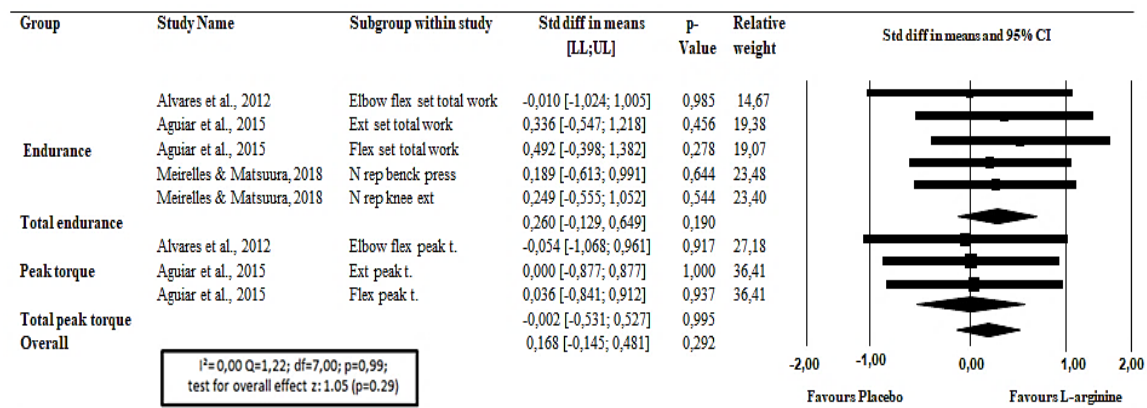 Group Study Name Subgroup within study Std diff in means [LL;UL] p-Value Relative weight Std diff in means and 95% CI
Alvares et al., 2012 Elbow flex set total work -0,010 [-1,024; 1,005] 0,985 14,67
Aguiar et al., 2015 Ext set total work 0,336 [-0,547; 1,218] 0,456 19,38
Endurance Aguiar et al., 2015 Flex set total work 0,492 [-0,398; 1,382] 0,278 19,07
Meirelles & Matsuura, 2018 N rep benck press 0,189 [-0,613; 0,991] 0,644 23,48
Meirelles & Matsuura, 2018 N rep knee ext 0,249 [-0,555; 1,052] 0,544 23,40
Total endurance 0,260 [-0,129; 0,649] 0,190
Alvares et al., 2012 Elbow flex peak t. -0,054 [-1,068; 0,961] 0,917 27,18
Peak torque Aguiar et al., 2015 Ext peak t. 0,000 [-0,877; 0,877] 1,000 36,41
Aguiar et al., 2015 Flex peak t. 0,036 [-0,841; 0,912] 0,937 36,41
Total peak torque -0,002 [-0,531; 0,527] 0,995
Overall 0,168 [-0,145; 0,481] 0,292
I²= 0,00 Q=1,22; df=7,00; p=0,99;
test for overall effect z: 1.05 (p=0.29)
-2,00 -1,00 0,00 1,00 2,00
Favours Placebo Favours L-arginine